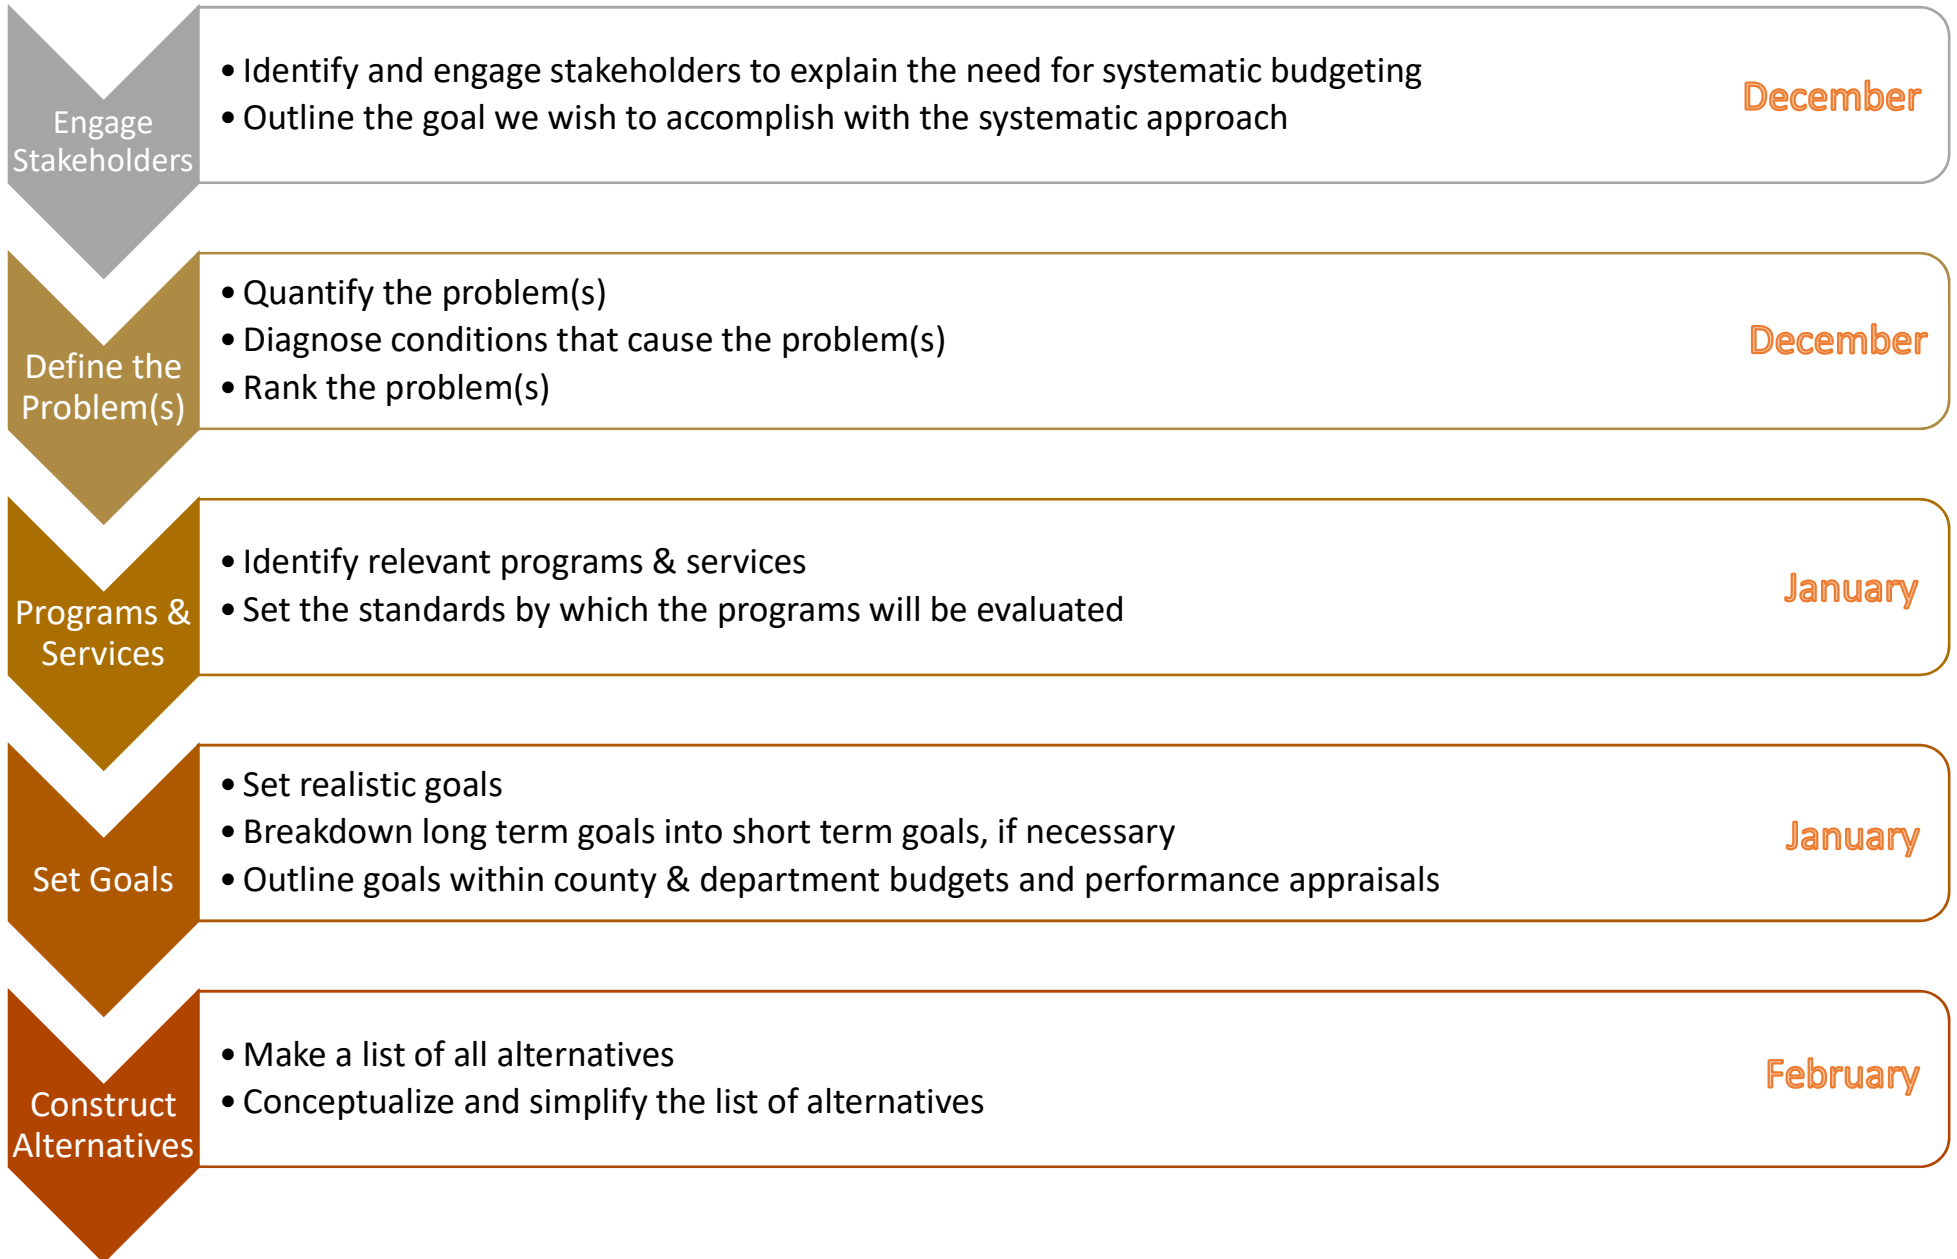 Engage
Stakeholders
• Identify and engage stakeholders to explain the need for systematic budgeting
• Outline the goal we wish to accomplish with the systematic approach
December
Define the
Problem(s)
• Quantify the problem(s)
• Diagnose conditions that cause the problem(s)
• Rank the problem(s)
December
Programs &
Services
• Identify relevant programs & services
• Set the standards by which the programs will be evaluated
January
Set Goals
• Set realistic goals
• Breakdown long term goals into short term goals, if necessary
• Outline goals within county & department budgets and performance appraisals
January
Construct
Alternatives
• Make a list of all alternatives
• Conceptualize and simplify the list of alternatives
February